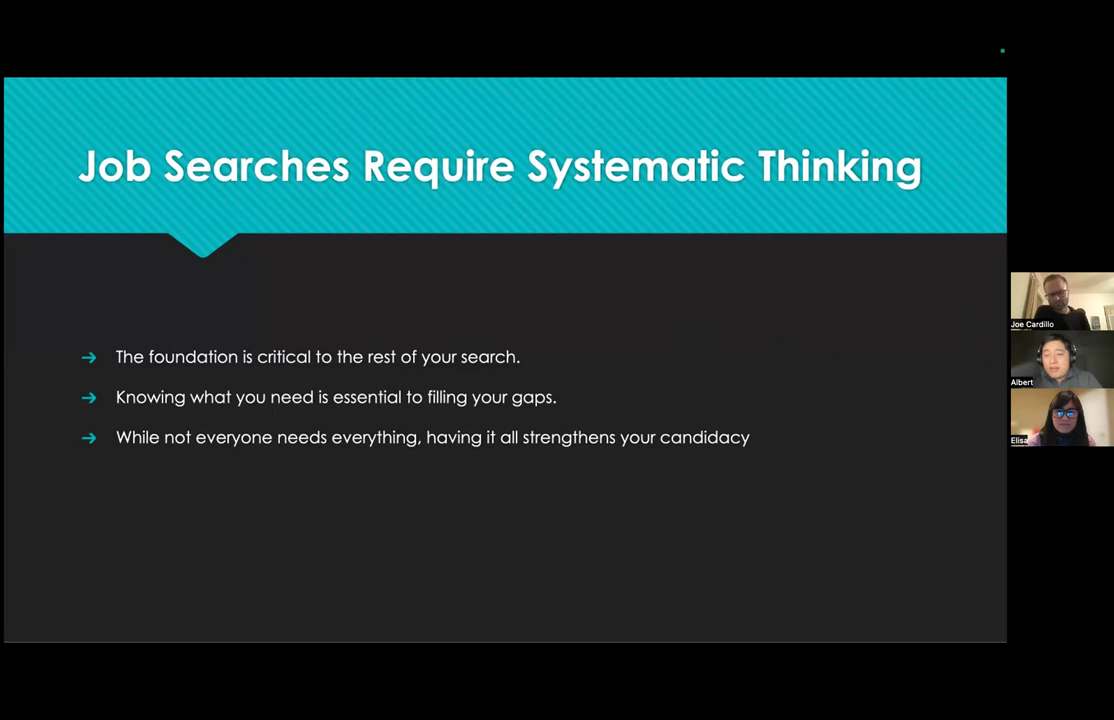 Job Searches Require Systematic Thinking
➔ The foundation is critical to the rest of your search.
➔ Knowing what you need is essential to filling your gaps.
➔ While not everyone needs everything, having it all strengthens your candidacy
Joe Cardillo
Albert
Elisa